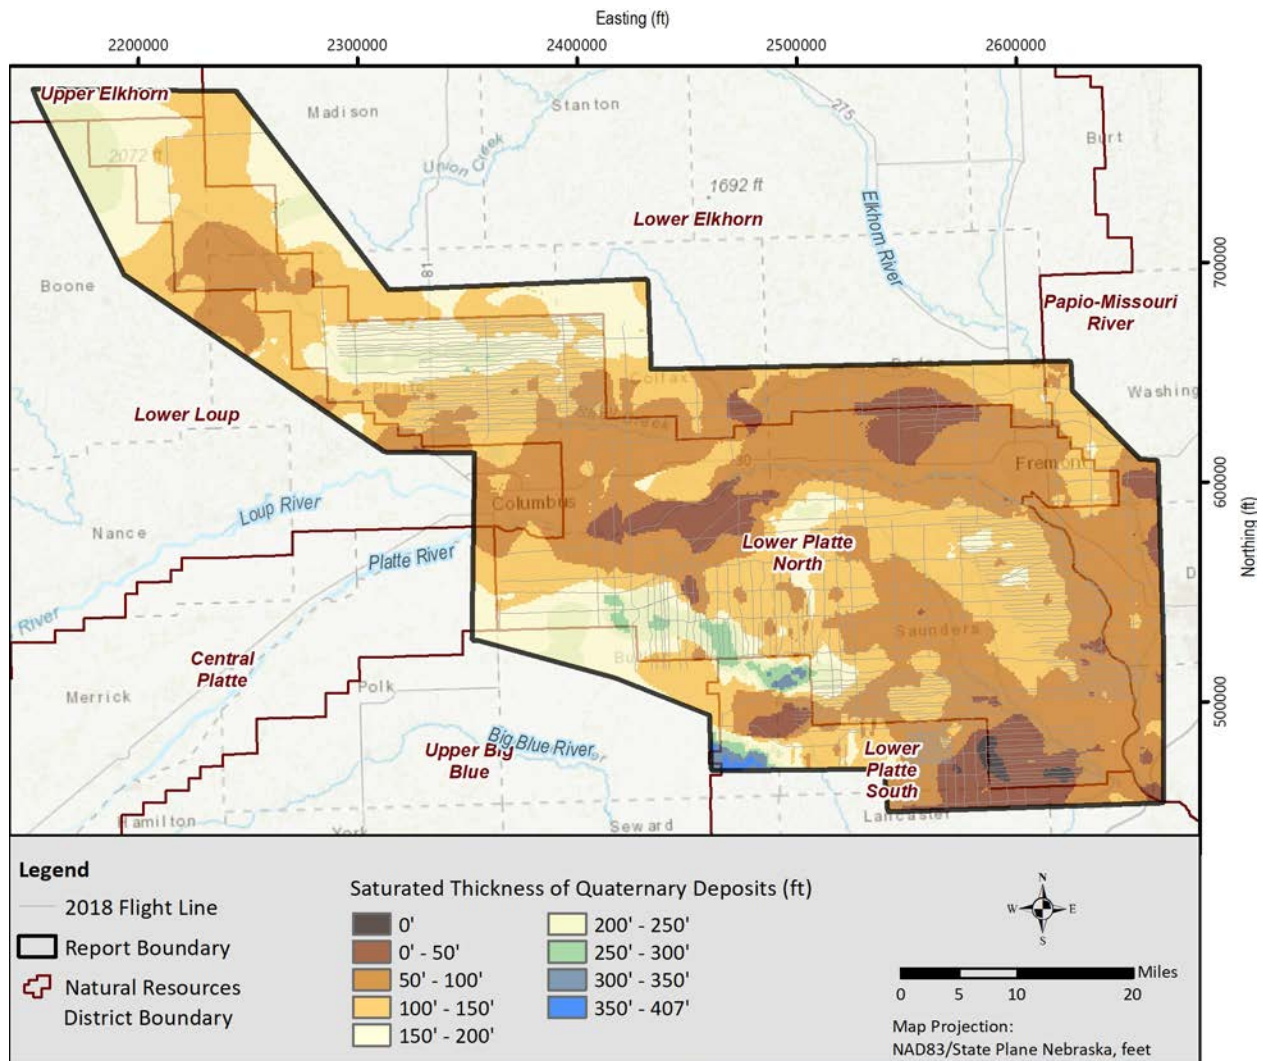 Easting (ft)
2200000
2300000
2400000
2500000
2600000
Upper Elkhorn
Madison
Stanton
275
Burt
2072 ft
Union Creek
1692 ft
Lower Elkhorn
Elkhorn River
700000
81
Boone
Papio-Missouri
River
Platte
Colfax
Dodge
Washing
Lower Loup
Creek
30
Fremont
Columbus
600000
Loup River
Nance
Northing (ft)
Lower Platte
North
Platte River
D
River
Saunders
Central
Platte
Merrick
Polk
500000
Big Blue River
Upper Big
Blue
Lower
Platte
South
Hamilton
York
Seward
Lancaster
Legend
2018 Flight Line
Report Boundary
Natural Resources
District Boundary
Saturated Thickness of Quaternary Deposits (ft)
0'
0' - 50'
50' - 100'
100' - 150'
150' - 200'
200' - 250'
250' - 300'
300' - 350'
350' - 407'
N
W E
S
Miles
0 5 10 20
Map Projection:
NAD83/State Plane Nebraska, feet